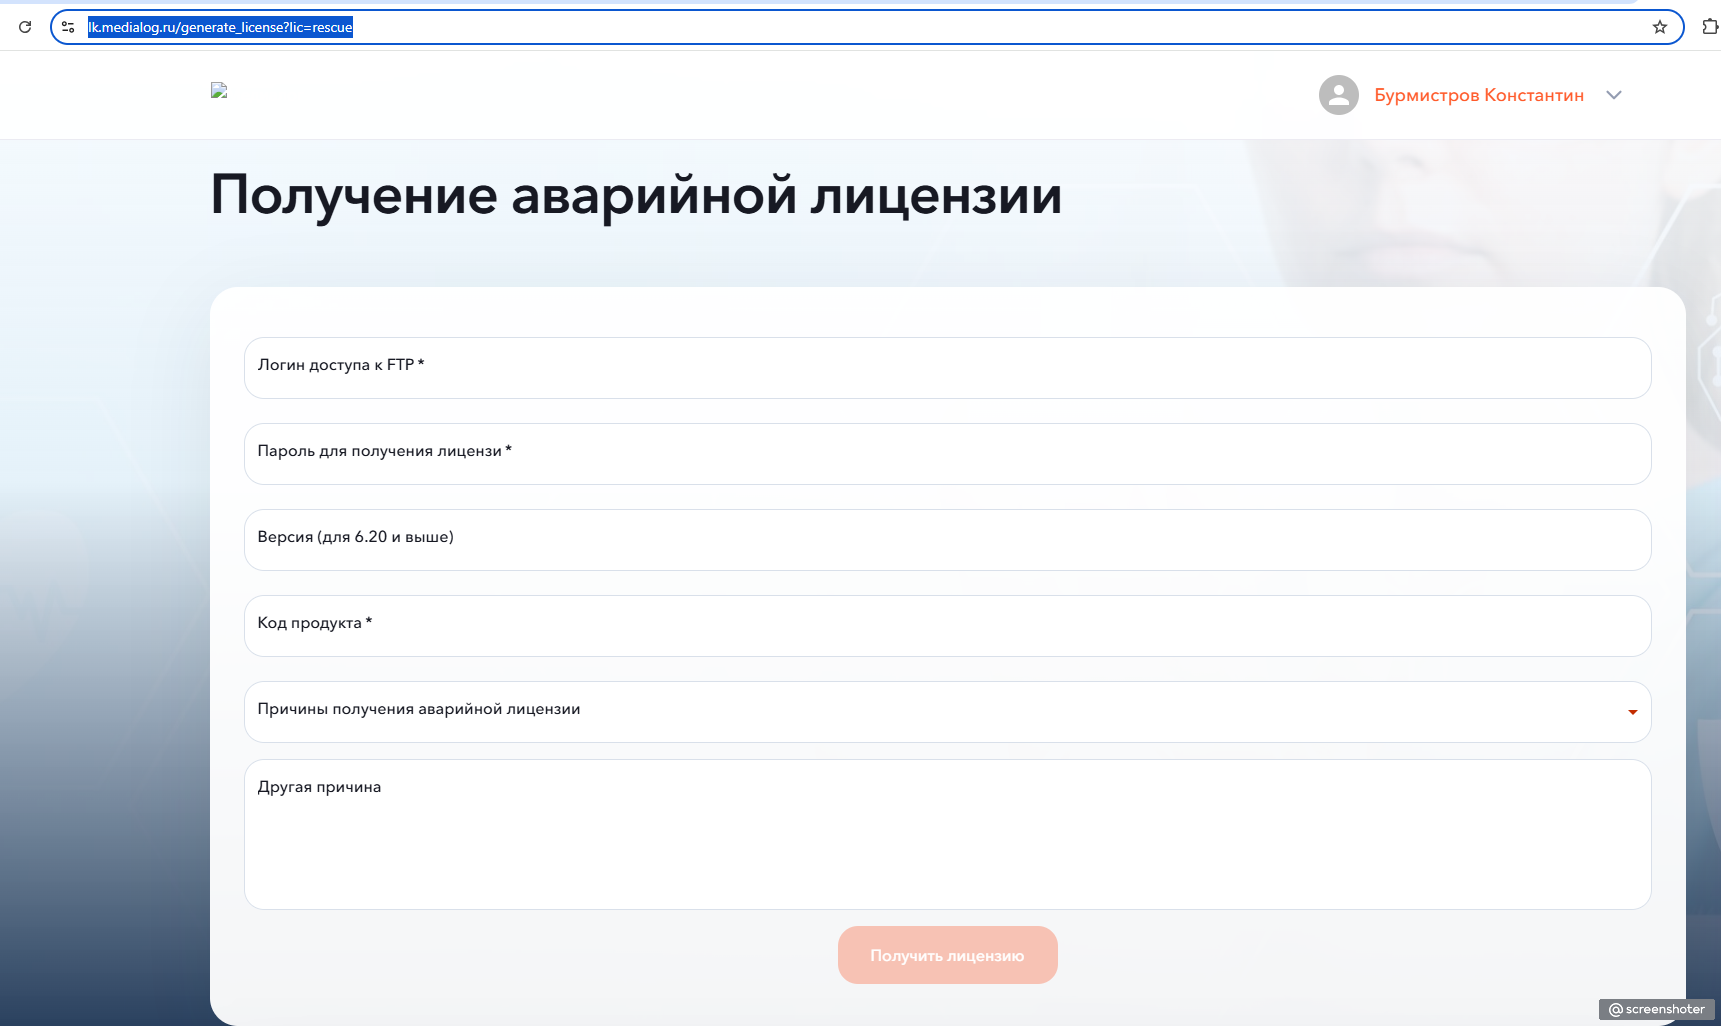 lk.medialog.ru/generate_license?lic=rescue
Бурмистров Константин
Получение аварийной лицензии
Логин доступа к FTP *
Пароль для получения лицензи *
Версия (для 6.20 и выше)
Код продукта *
Причины получения аварийной лицензии
Другая причина
Получить лицензию
@screenshoter